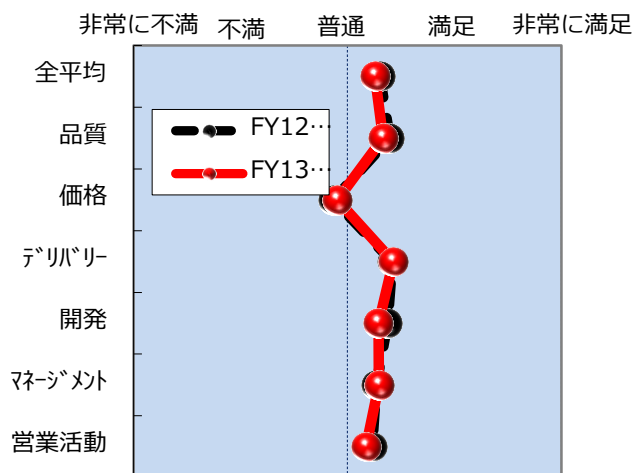 非常に不満 不満 普通 満足 非常に満足
全平均
品質
FY12…
FY13…
価格
ﾃﾞﾘﾊﾞﾘｰ
開発
ﾏﾈｰｼﾞﾒﾝﾄ
営業活動